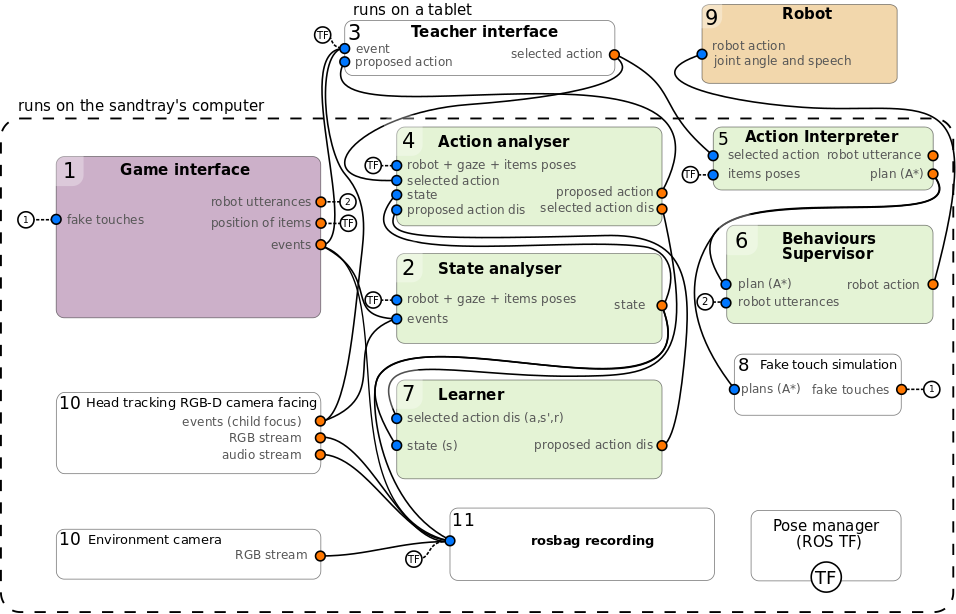 runs on a tablet
TF
3
Teacher interface
event
proposed action
selected action
9
Robot
robot action
joint angle and speech
runs on the sandtray's computer
1
Game interface
1
fake touches
robot utterances
2
position of items
TF
events
4
Action analyser
TF
robot + gaze + items poses
selected action
state
proposed action dis
proposed action
selected action dis
5
Action Interpreter
selected action
robot utterance
TF
items poses
plan (A*)
2
State analyser
TF
robot + gaze + items poses
events
state
6
Behaviours
Supervisor
plan (A*)
2
robot utterances
robot action
8
Fake touch simulation
plans (A*)
fake touches
1
7
Learner
selected action dis (a,s',r)
state (s)
proposed action dis
10
Head tracking RGB-D camera facing
events (child focus)
RGB stream
audio stream
10
Environment camera
RGB stream
11
rosbag recording
TF
Pose manager
(ROS TF)
TF